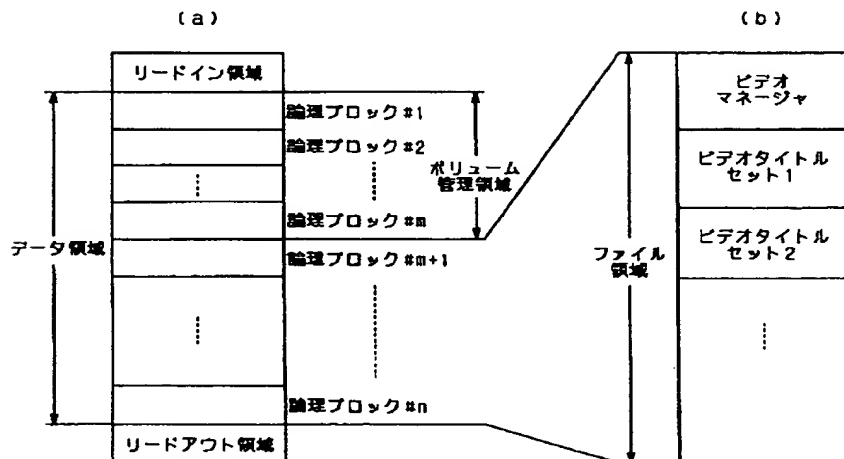 (a)
(b)
リードイン領域
論理ブロック#1
論理ブロック#2
ボリューム
管理領域
論理ブロック#m
データ領域
論理ブロック#m+1
論理ブロック#n
リードアウト領域
ビデオ
マネージャ
ビデオタイトル
セット1
ビデオタイトル
セット2
ファイル
領域